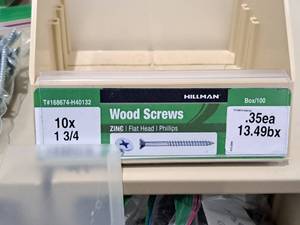 T#168674-H40132
HILLMAN
Box/100
Wood Screws
ZINC | Flat Head | Phillips
10x
1 3/4
.35ea
13.49bx